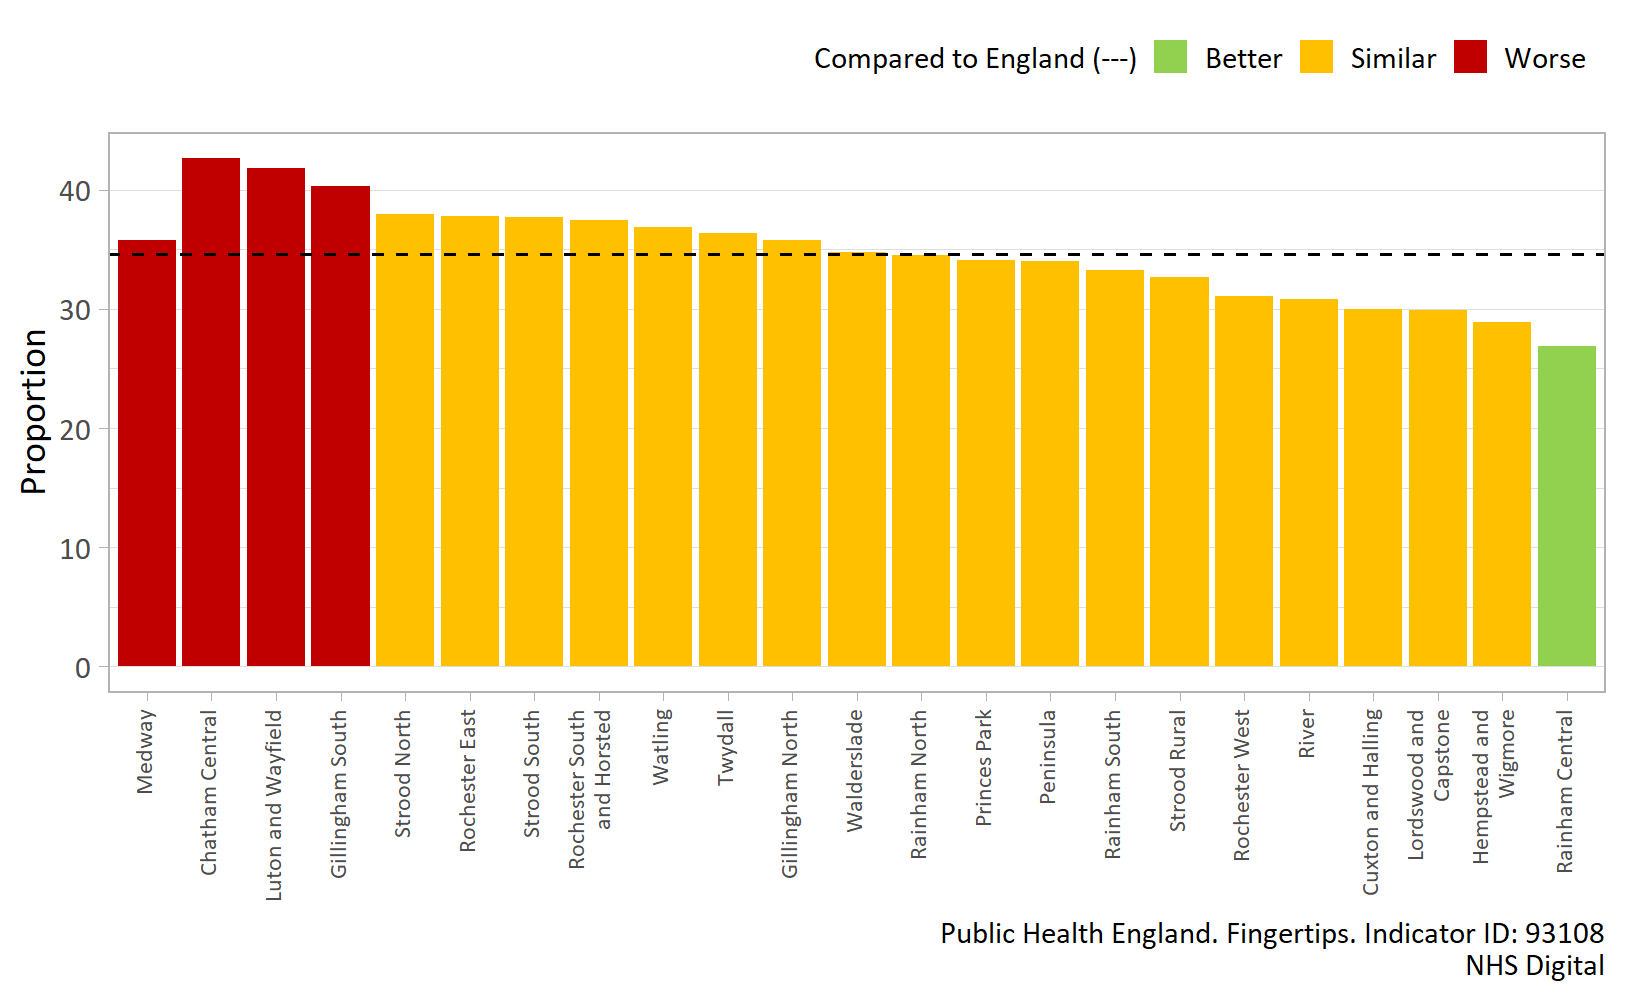 Compared to England (---) Better Similar Worse
Proportion
40
30
20
10
0
Medway
Chatham Central
Luton and Wayfield
Gillingham South
Strood North
Rochester East
Strood South
Rochester South
and Horsted
Watling
Twydall
Gillingham North
Walderslade
Rainham North
Princes Park
Peninsula
Rainham South
Strood Rural
Rochester West
River
Cuxton and Halling
Lordswood and
Capstone
Hempstead and
Wigmore
Rainham Central
Public Health England. Fingertips. Indicator ID: 93108
NHS Digital